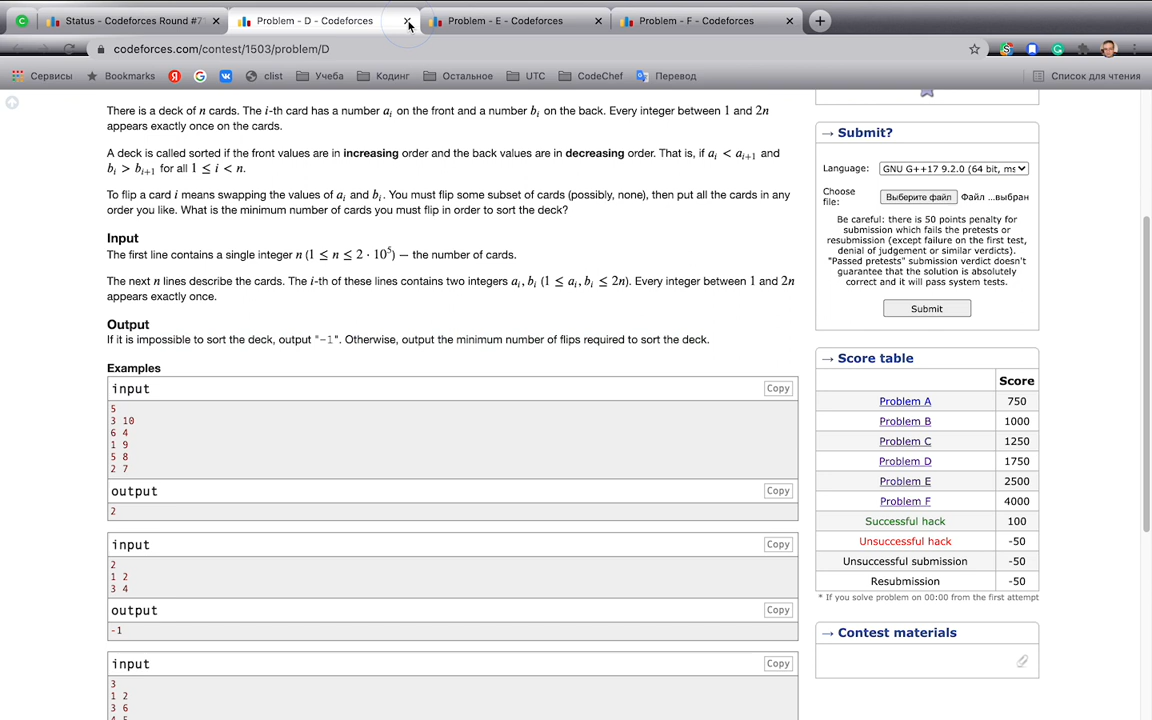 Status - Codeforces Round #7
Problem - D - Codeforces
Problem - E - Codeforces
Problem - F - Codeforces
codeforces.com/contest/1503/problem/D
Сервисы
Bookmarks
clist
Учеба
Кодинг
Остальное
UTC
CodeChef
Перевод
Список для чтения
There is a deck of n cards. The i-th card has a number aᵢ on the front and a number bᵢ on the back. Every integer between 1 and 2n
appears exactly once on the cards.
A deck is called sorted if the front values are in increasing order and the back values are in decreasing order. That is, if aᵢ < aᵢ₊₁ and
bᵢ > bᵢ₊₁ for all 1 ≤ i < n.
To flip a card i means swapping the values of aᵢ and bᵢ. You must flip some subset of cards (possibly, none), then put all the cards in any
order you like. What is the minimum number of cards you must flip in order to sort the deck?
Input
The first line contains a single integer n (1 ≤ n ≤ 2 · 10⁵) — the number of cards.
The next n lines describe the cards. The i-th of these lines contains two integers aᵢ, bᵢ (1 ≤ aᵢ, bᵢ ≤ 2n). Every integer between 1 and 2n
appears exactly once.
Output
If it is impossible to sort the deck, output "-1". Otherwise, output the minimum number of flips required to sort the deck.
Examples
input
Copy
5
3 10
6 4
1 9
5 8
2 7
output
Copy
2
input
Copy
2
1 2
3 4
output
Copy
-1
input
Copy
3
1 2
3 6
→ Submit?
Language: GNU G++17 9.2.0 (64 bit, ms
Choose
file: Выберите файл Файл ...выбран
Be careful: there is 50 points penalty for
submission which fails the pretests or
resubmission (except failure on the first test,
denial of judgement or similar verdicts).
"Passed pretests" submission verdict doesn't
guarantee that the solution is absolutely
correct and it will pass system tests.
Submit
→ Score table
Score
Problem A 750
Problem B 1000
Problem C 1250
Problem D 1750
Problem E 2500
Problem F 4000
Successful hack 100
Unsuccessful hack -50
Unsuccessful submission -50
Resubmission -50
* If you solve problem on 00:00 from the first attempt
→ Contest materials